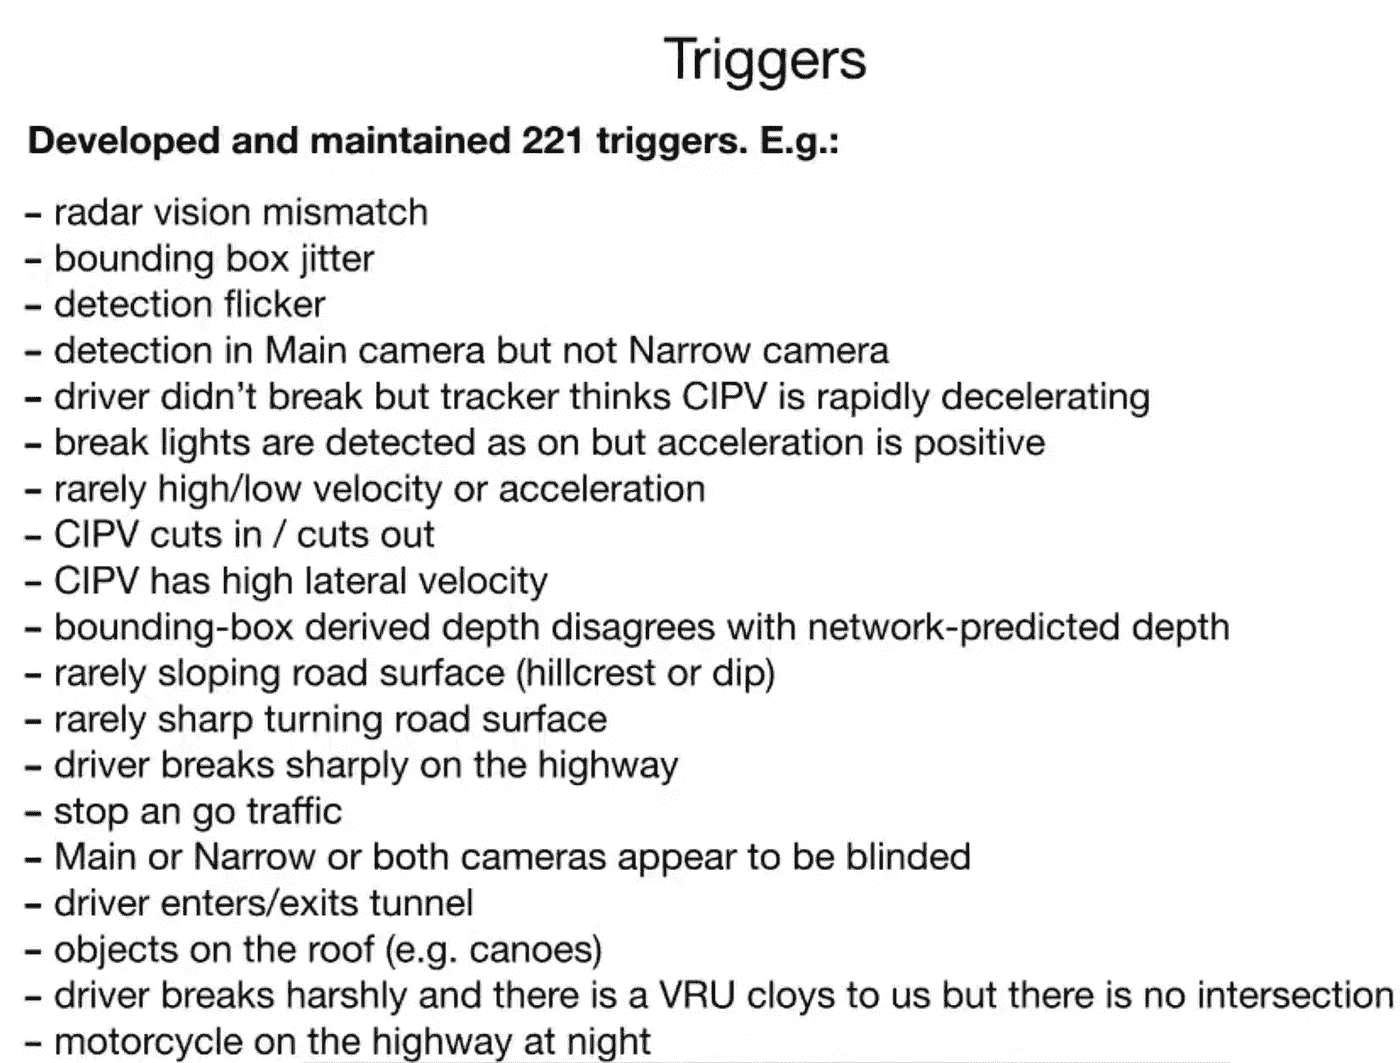 Triggers
Developed and maintained 221 triggers. E.g.:
– radar vision mismatch
– bounding box jitter
– detection flicker
– detection in Main camera but not Narrow camera
– driver didn’t break but tracker thinks CIPV is rapidly decelerating
– break lights are detected as on but acceleration is positive
– rarely high/low velocity or acceleration
– CIPV cuts in / cuts out
– CIPV has high lateral velocity
– bounding-box derived depth disagrees with network-predicted depth
– rarely sloping road surface (hillcrest or dip)
– rarely sharp turning road surface
– driver breaks sharply on the highway
– stop an go traffic
– Main or Narrow or both cameras appear to be blinded
– driver enters/exits tunnel
– objects on the roof (e.g. canoes)
– driver breaks harshly and there is a VRU cloys to us but there is no intersection
– motorcycle on the highway at night